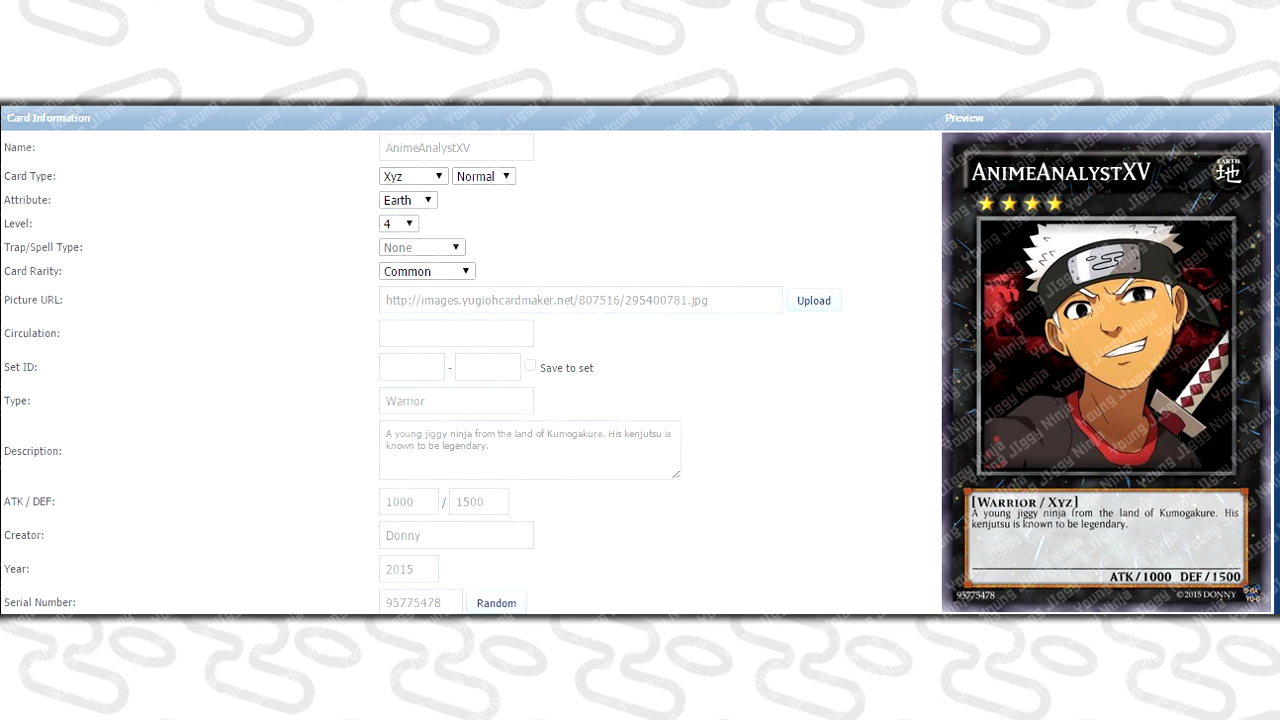 Card Information
Preview
Name:
AnimeAnalystXV
Card Type:
Xyz
Normal
Attribute:
Earth
Level:
4
Trap/Spell Type:
None
Card Rarity:
Common
Picture URL:
http://images.yugiohcardmaker.net/807516/295400781.jpg
Upload
Circulation:
Set ID:
-
Save to set
Type:
Warrior
Description:
A young jiggy ninja from the land of Kumogakure. His kenjutsu is
known to be legendary.
ATK / DEF:
1000 / 1500
Creator:
Donny
Year:
2015
Serial Number:
95775478
Random
AnimeAnalystXV
EARTH
地
[Warrior / Xyz]
A young jiggy ninja from the land of Kumogakure. His
kenjutsu is known to be legendary.
ATK/1000 DEF/1500
95775478
©2015 DONNY
Young JIggy Ninja